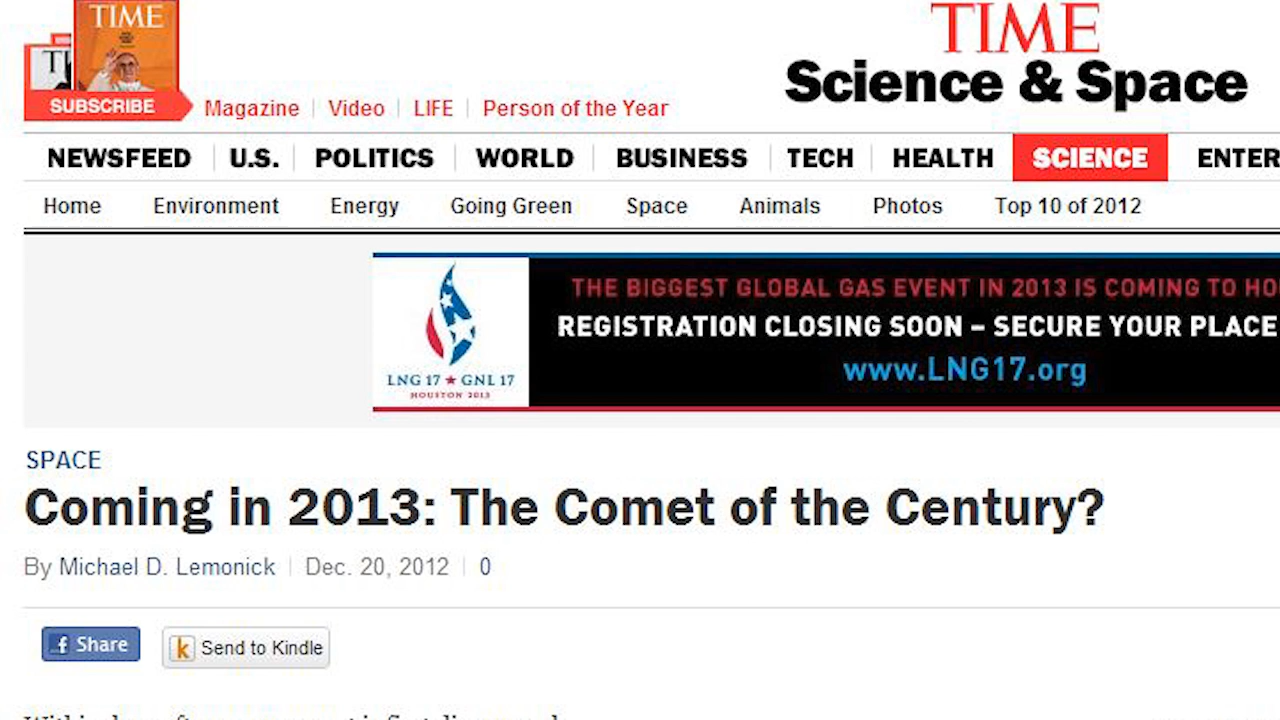 TIME
SUBSCRIBE
Magazine
Video
LIFE
Person of the Year
TIME
Science & Space
NEWSFEED
U.S.
POLITICS
WORLD
BUSINESS
TECH
HEALTH
SCIENCE
ENTER
Home
Environment
Energy
Going Green
Space
Animals
Photos
Top 10 of 2012
LNG 17 ★ GNL 17
HOUSTON 2013
THE BIGGEST GLOBAL GAS EVENT IN 2013 IS COMING TO HO
REGISTRATION CLOSING SOON – SECURE YOUR PLACE
www.LNG17.org
SPACE
Coming in 2013: The Comet of the Century?
By Michael D. Lemonick
Dec. 20, 2012
0
Share
Send to Kindle